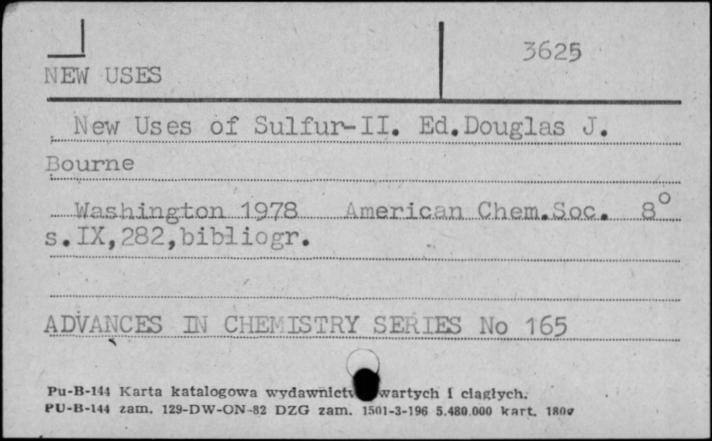 3625
NEW USES
New Uses of Sulfur-II. Ed.Douglas J.
Bourne
Washington 1978 American Chem.Soc. 8°
s.IX,282,bibliogr.
ADVANCES IN CHEMISTRY SERIES No 165
Pu-B-144 Karta katalogowa wydawnictw zwartych i ciągłych.
PU-B-144 zam. 129-DW-ON-82 DZG zam. 1501-3-196 5.480.000 kart. 180g